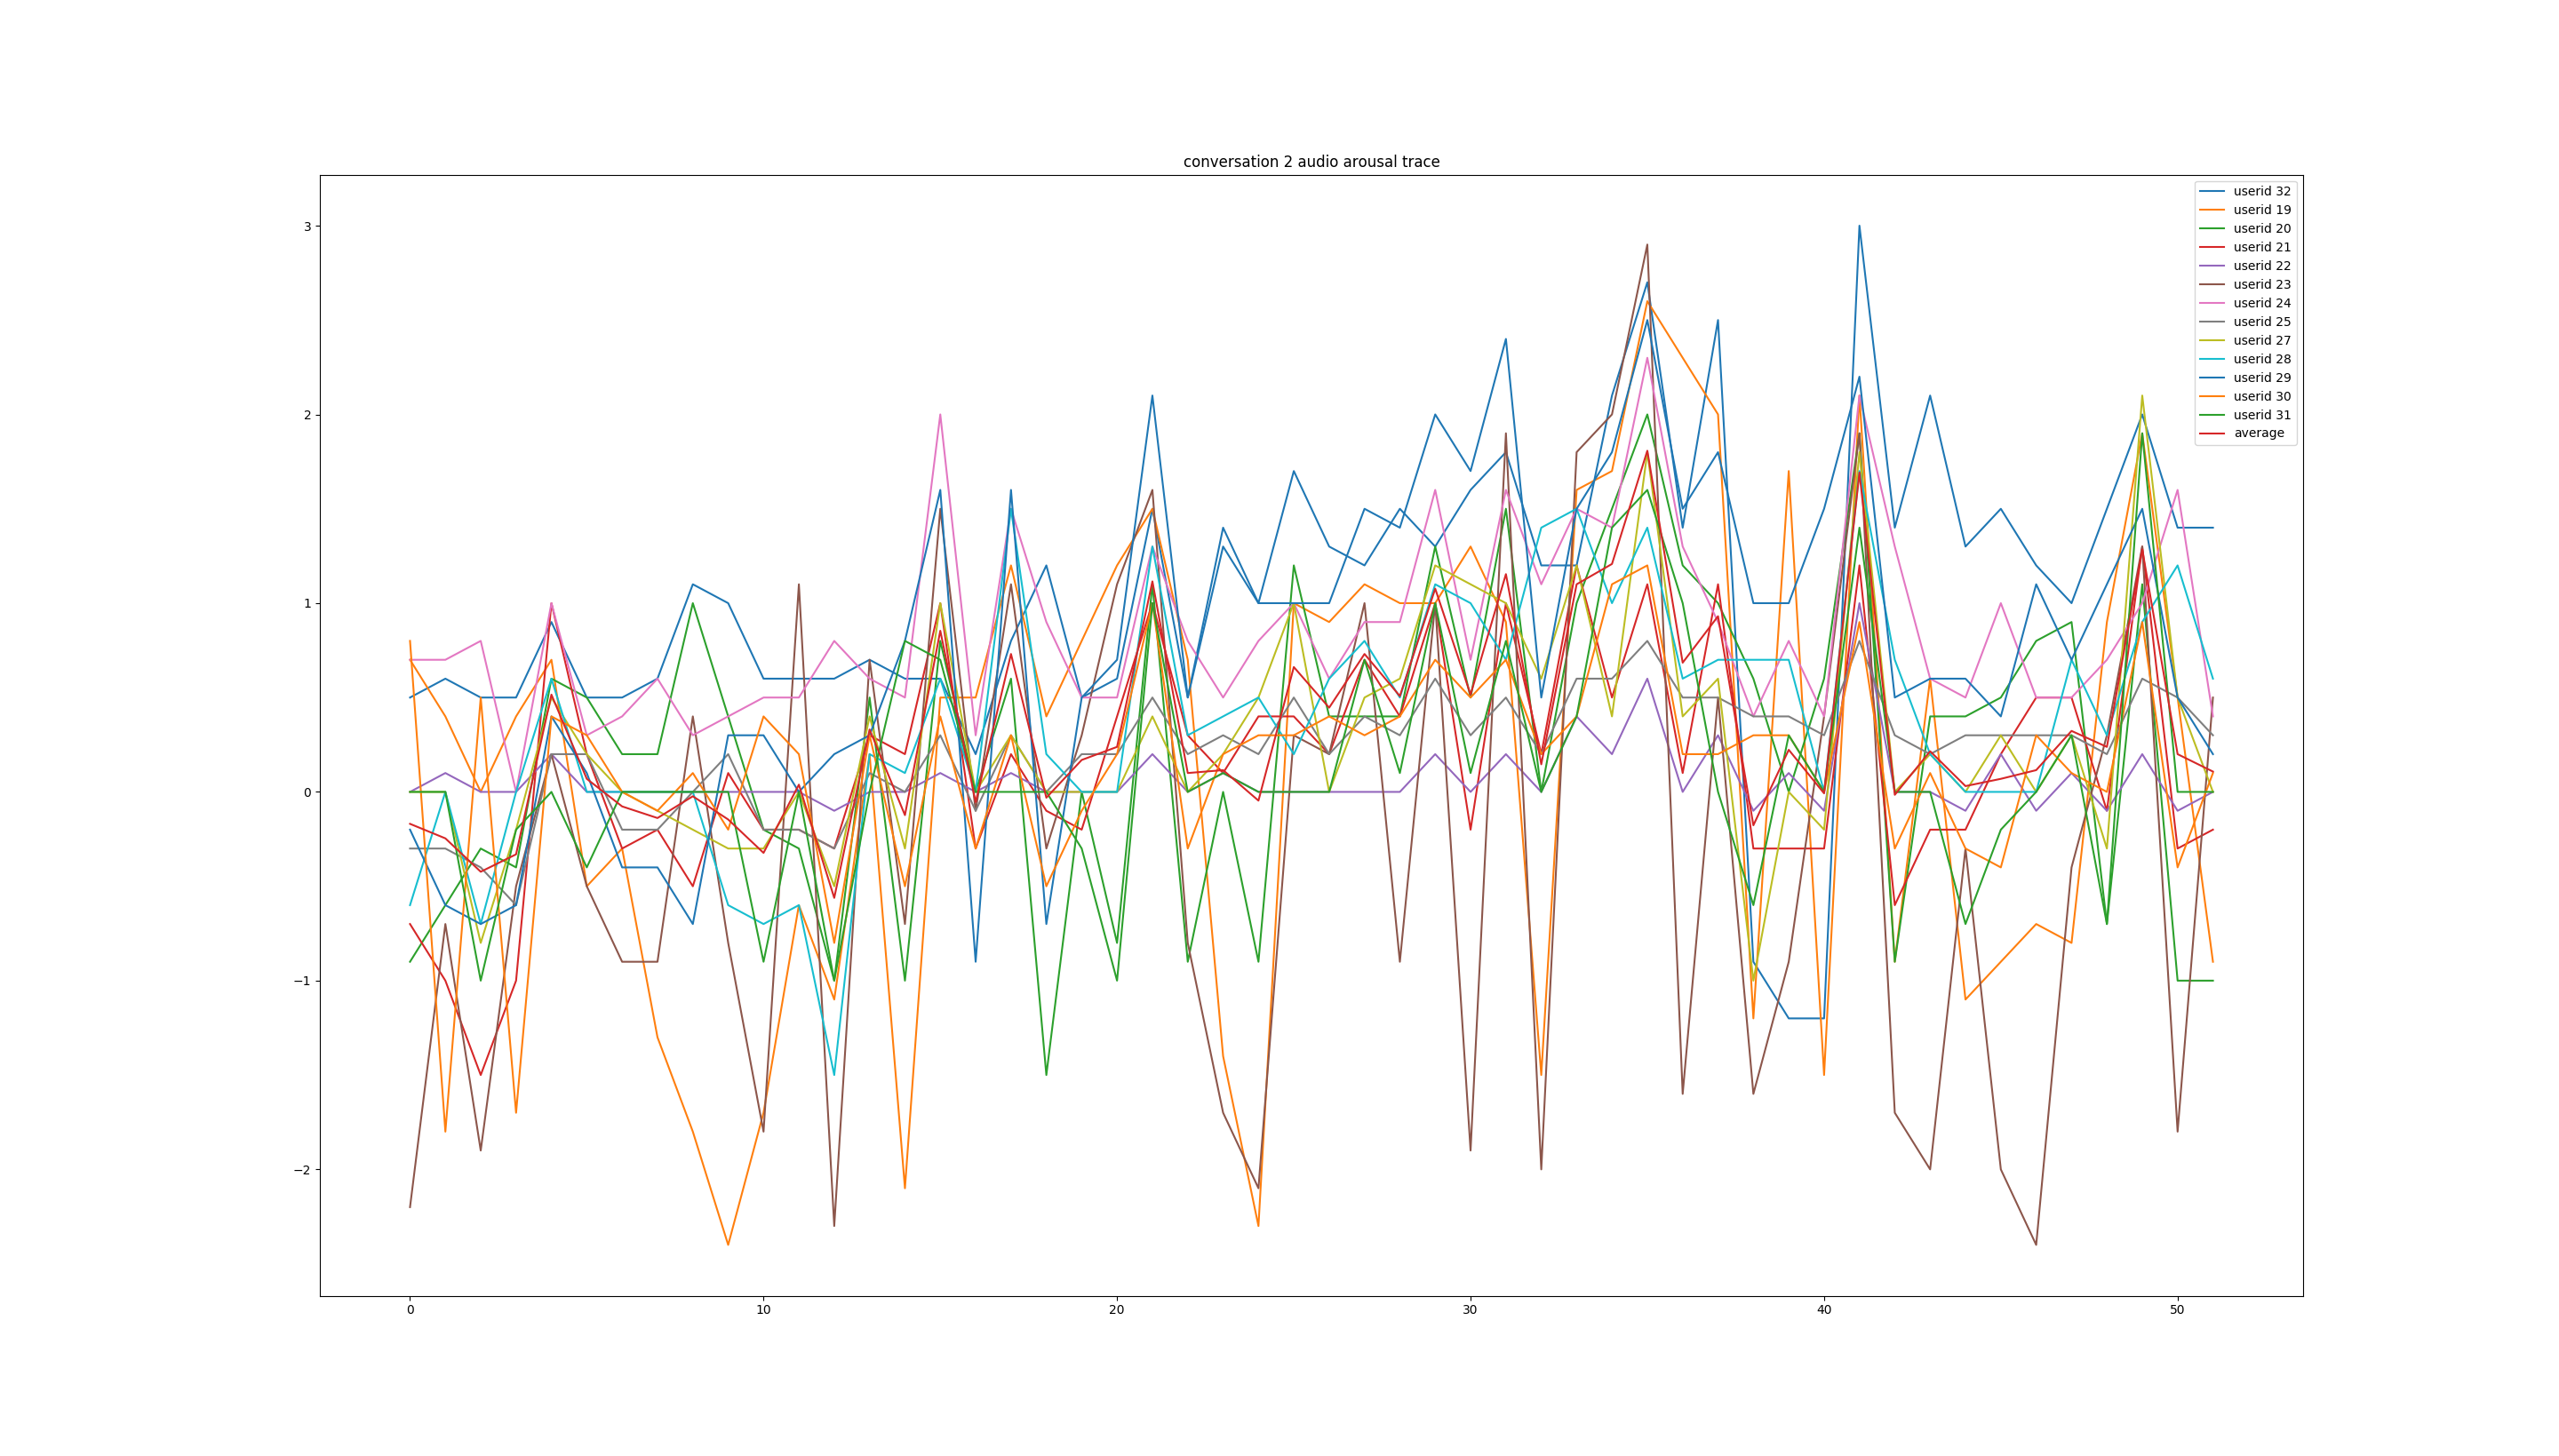 conversation 2 audio arousal trace
userid 32
userid 19
userid 20
userid 21
userid 22
userid 23
userid 24
userid 25
userid 27
userid 28
userid 29
userid 30
userid 31
average
3
2
1
0
−1
−2
0 10 20 30 40 50